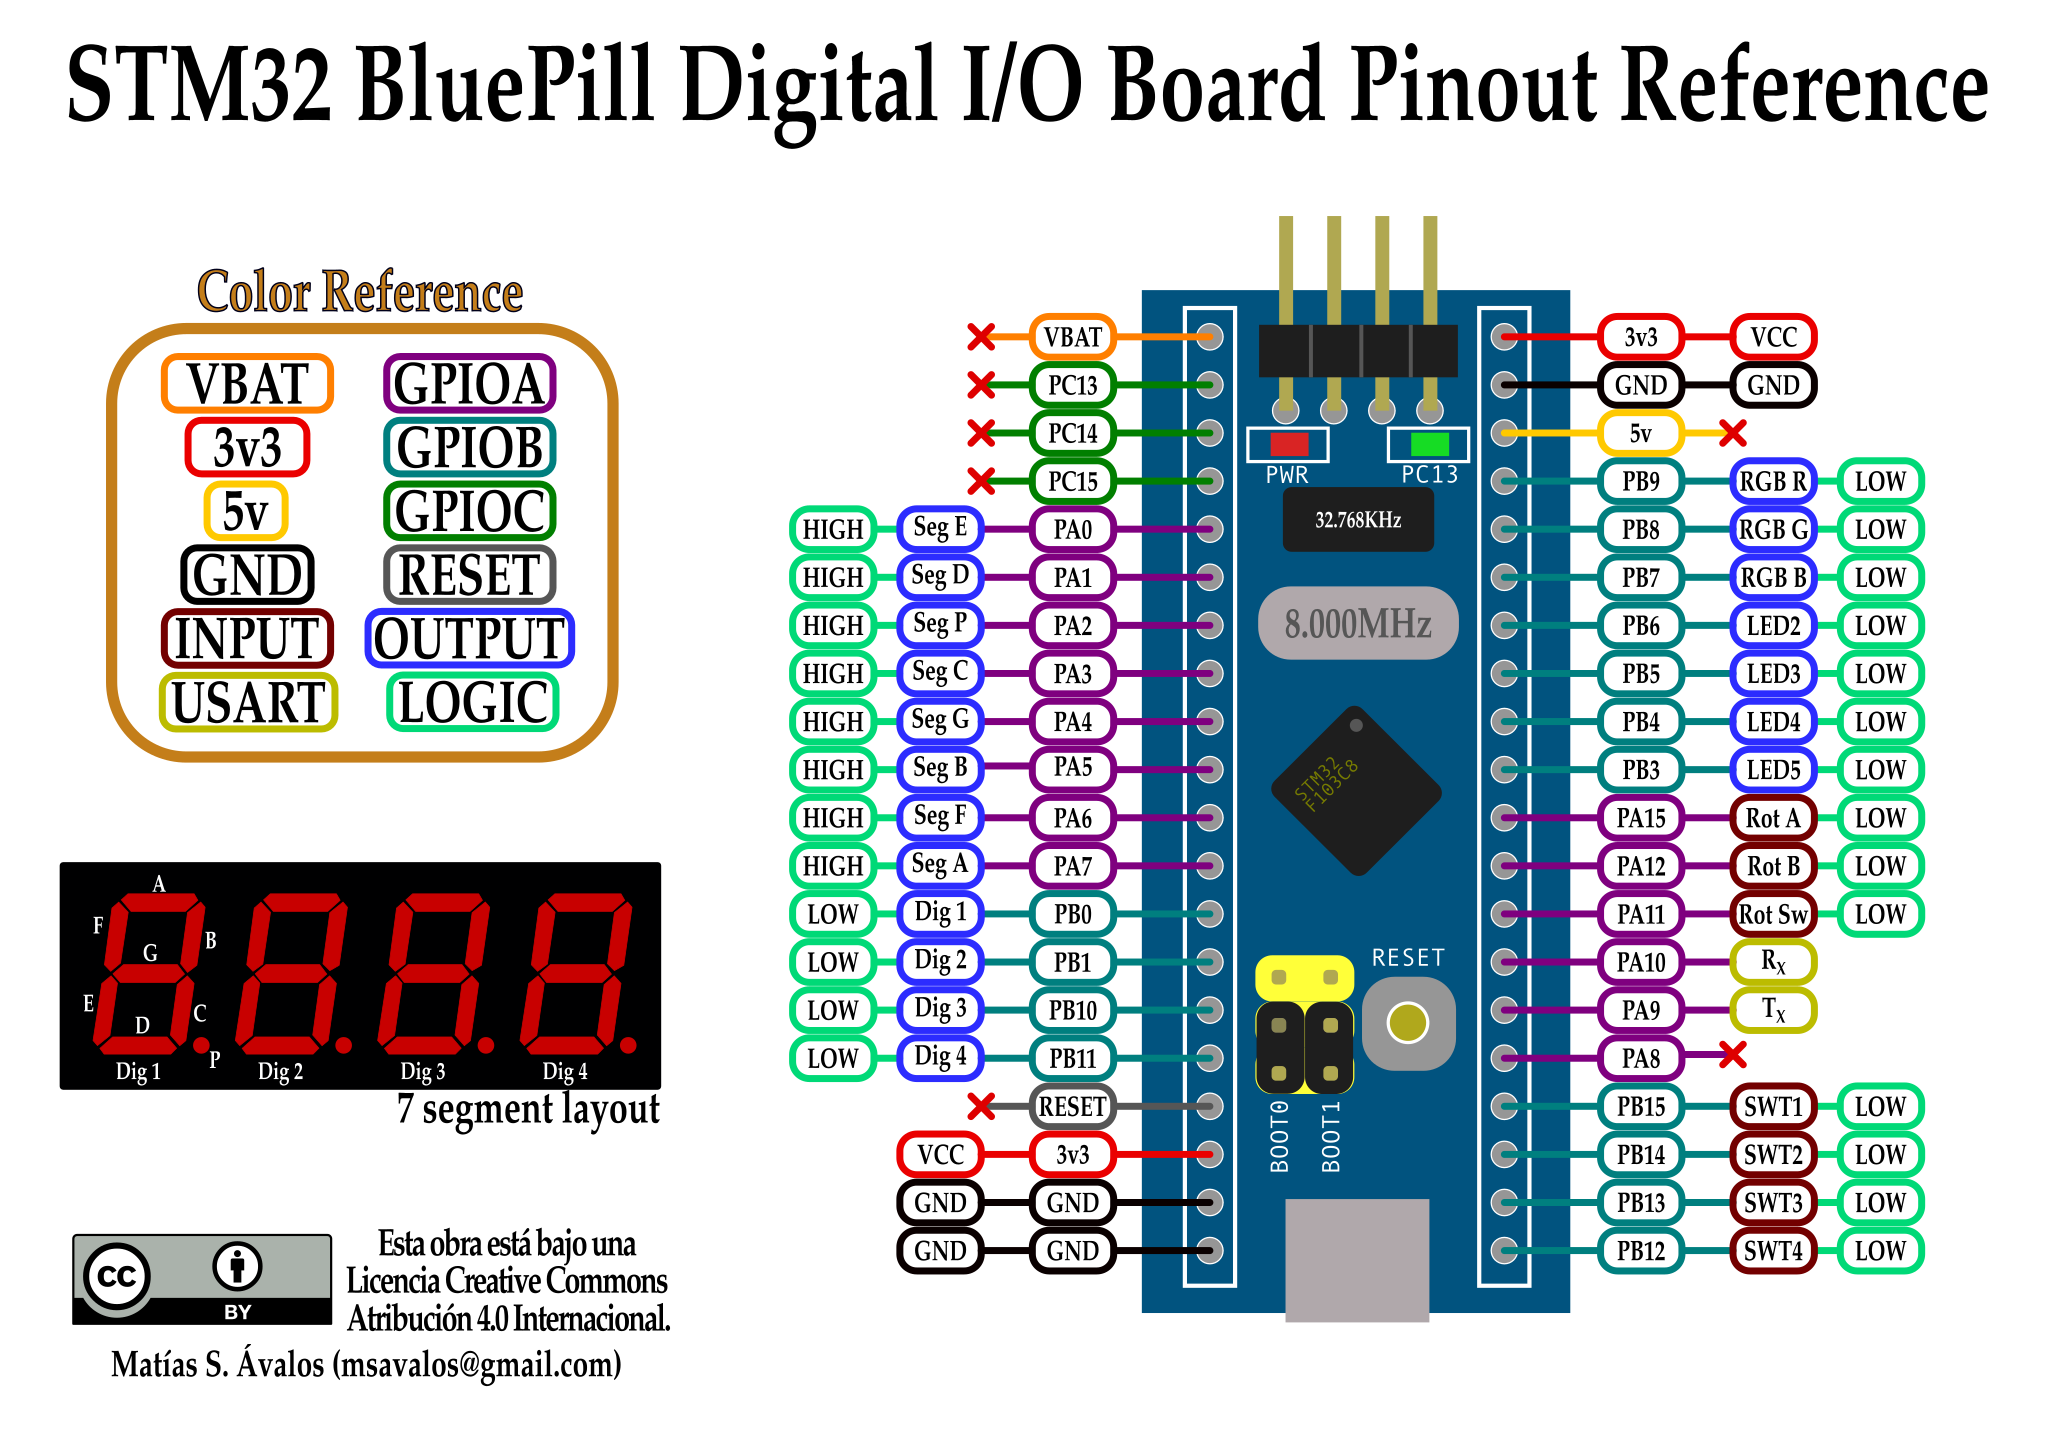 STM32 BluePill Digital I/O Board Pinout Reference
Color Reference
VBAT GPIOA
3v3 GPIOB
5v GPIOC
GND RESET
INPUT OUTPUT
USART LOGIC
A
F
B
G
E
C
D
P
Dig 1 Dig 2 Dig 3 Dig 4
7 segment layout
CC
BY
Esta obra está bajo una
Licencia Creative Commons
Atribución 4.0 Internacional.
Matías S. Ávalos (msavalos@gmail.com)
VBAT
PC13
PC14
PC15
HIGH Seg E PA0
HIGH Seg D PA1
HIGH Seg P PA2
HIGH Seg C PA3
HIGH Seg G PA4
HIGH Seg B PA5
HIGH Seg F PA6
HIGH Seg A PA7
LOW Dig 1 PB0
LOW Dig 2 PB1
LOW Dig 3 PB10
LOW Dig 4 PB11
RESET
VCC 3v3
GND GND
GND GND
PWR PC13
32.768KHz
8.000MHz
STM32
F103C8
RESET
BOOT0
BOOT1
3v3 VCC
GND GND
5v
PB9 RGB R LOW
PB8 RGB G LOW
PB7 RGB B LOW
PB6 LED2 LOW
PB5 LED3 LOW
PB4 LED4 LOW
PB3 LED5 LOW
PA15 Rot A LOW
PA12 Rot B LOW
PA11 Rot Sw LOW
PA10 RX
PA9 TX
PA8
PB15 SWT1 LOW
PB14 SWT2 LOW
PB13 SWT3 LOW
PB12 SWT4 LOW